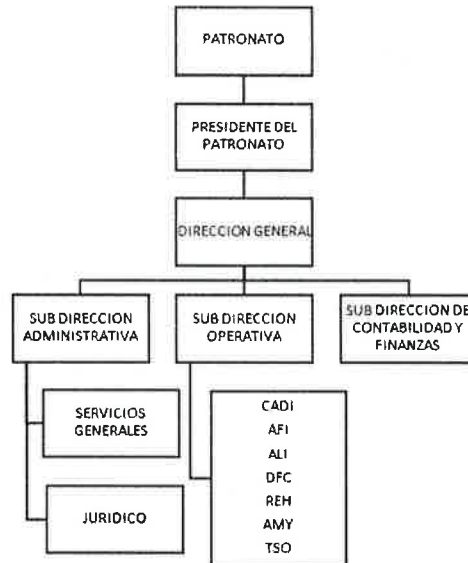 PATRONATO
PRESIDENTE DEL
PATRONATO
DIRECCION GENERAL
SUB DIRECCION
ADMINISTRATIVA
SUB DIRECCION
OPERATIVA
SUB DIRECCION DE
CONTABILIDAD Y
FINANZAS
SERVICIOS
GENERALES
JURIDICO
CADI
AFI
ALI
DFC
REH
AMY
TSO